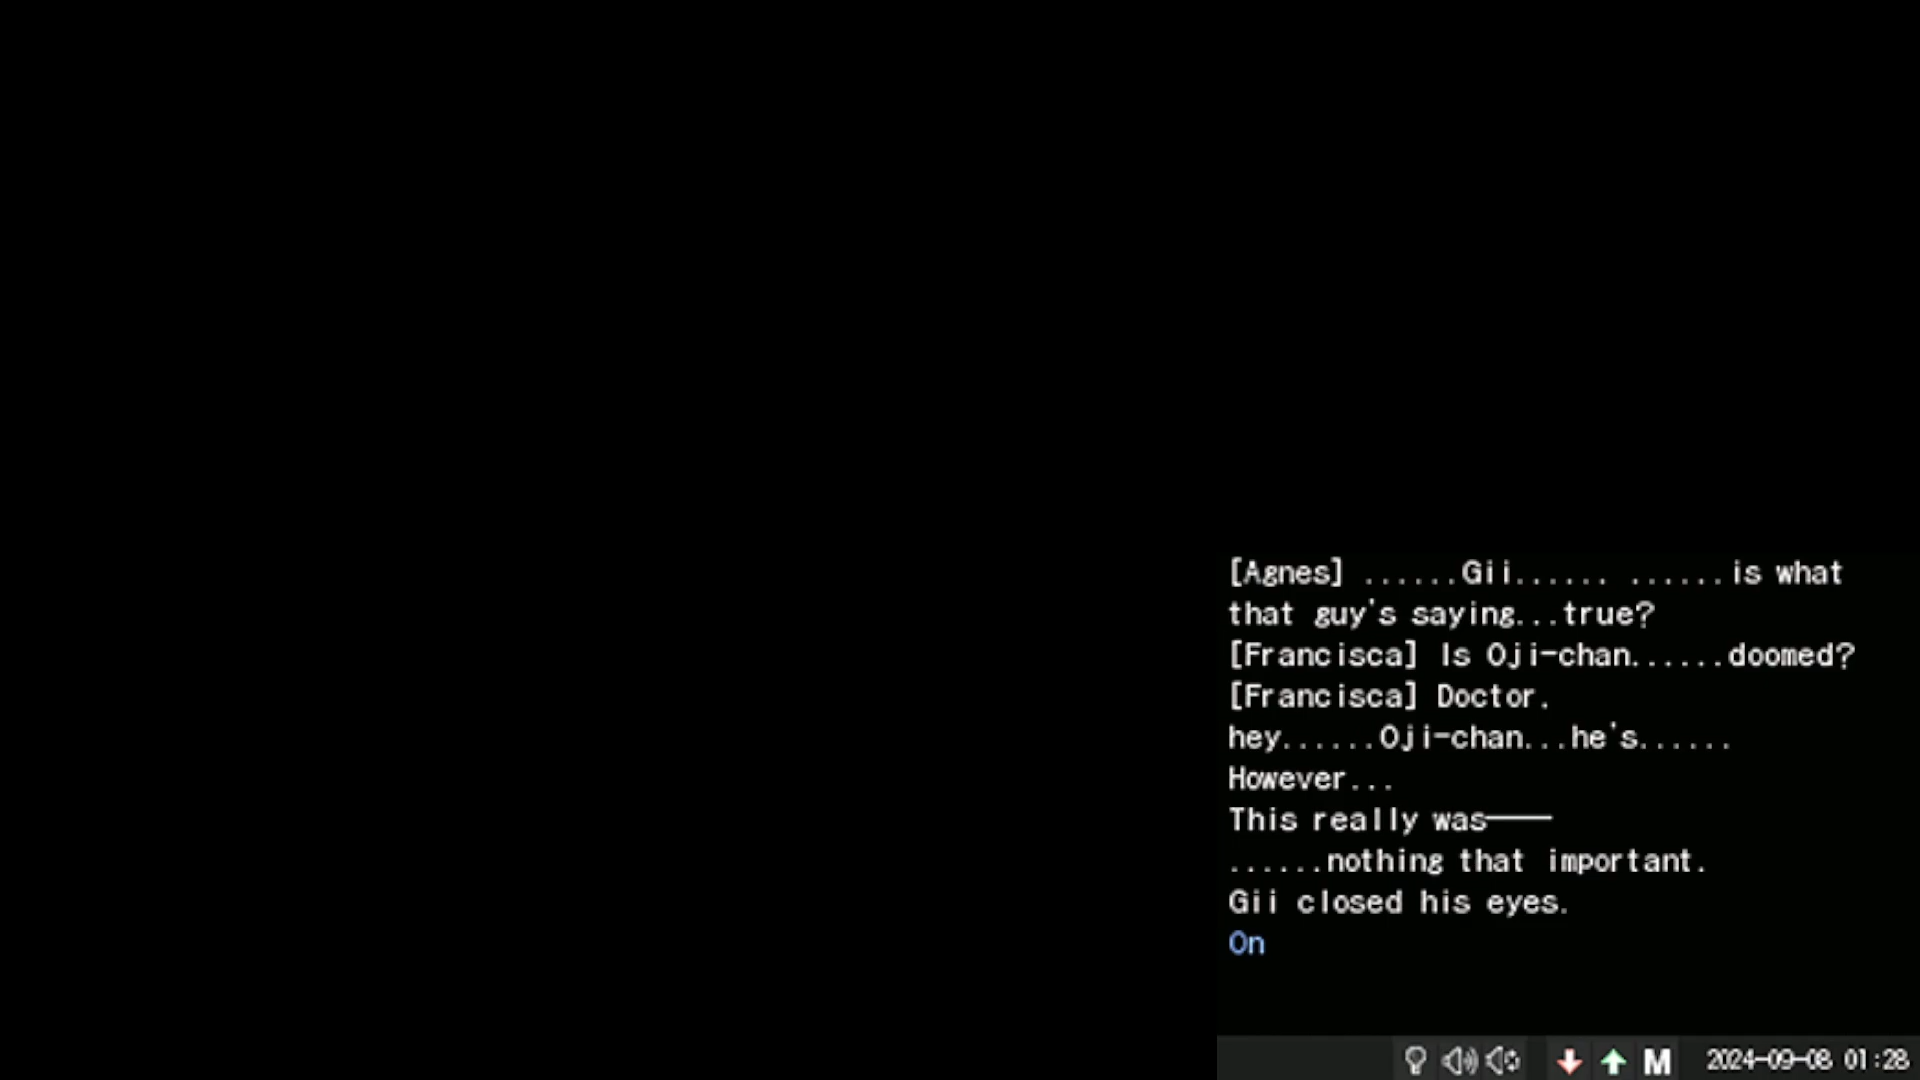 [Agnes] ......Gii...... ......is what
that guy's saying...true?
[Francisca] Is Oji-chan......doomed?
[Francisca] Doctor.
hey......Oji-chan...he's......
However...
This really was——
......nothing that important.
Gii closed his eyes.
On
M 2024-09-08 01:28